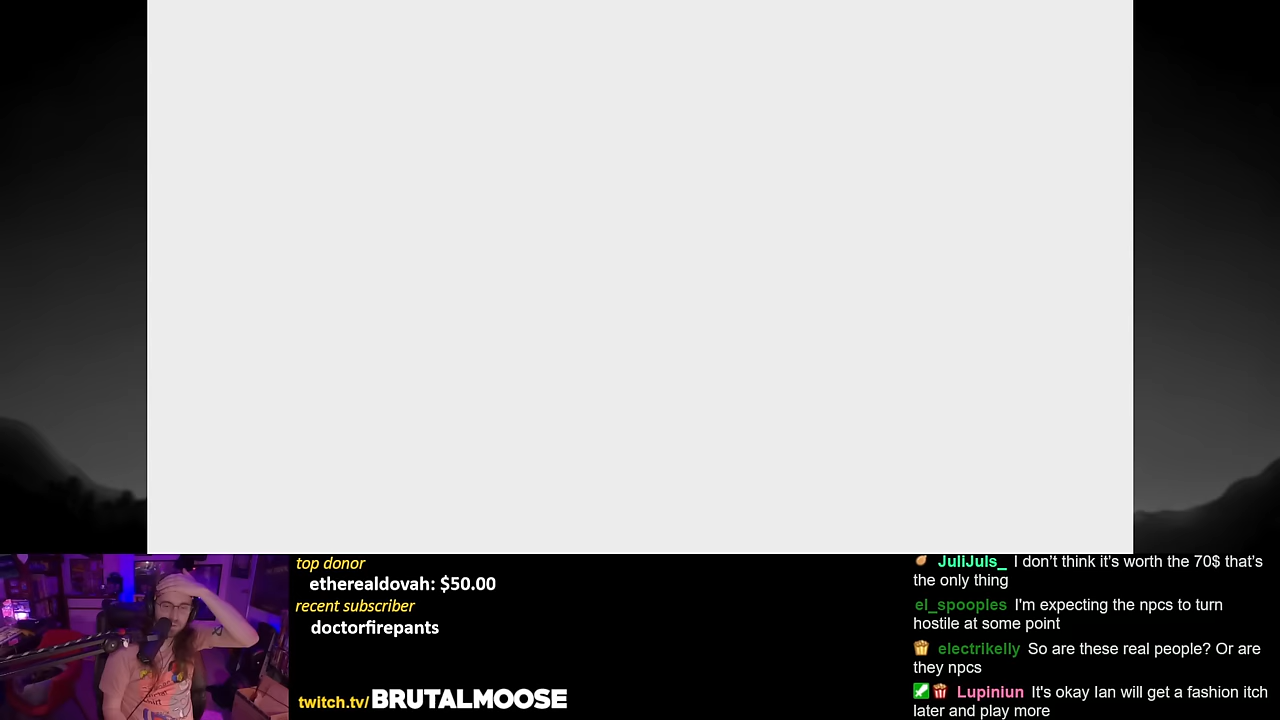 top donor
etherealdovah: $50.00
recent subscriber
doctorfirepants
twitch.tv/BRUTALMOOSE
JuliJuls_ I don't think it's worth the 70$ that's
the only thing
el_spooples I'm expecting the npcs to turn
hostile at some point
electrikelly So are these real people? Or are
they npcs
Lupiniun It's okay Ian will get a fashion itch
later and play more